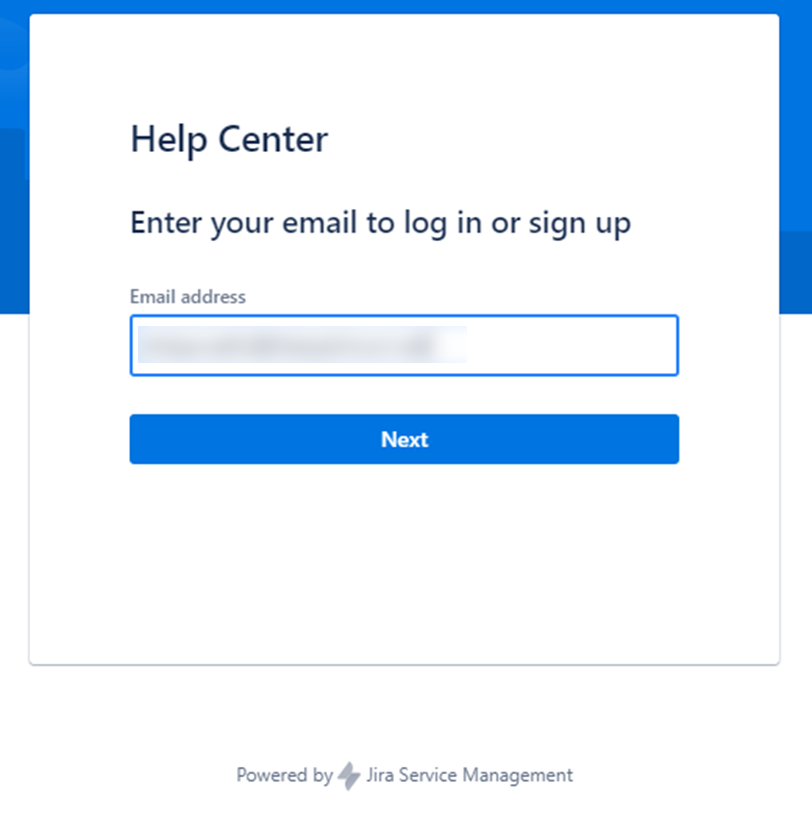 Help Center
Enter your email to log in or sign up
Email address
Next
Powered by Jira Service Management